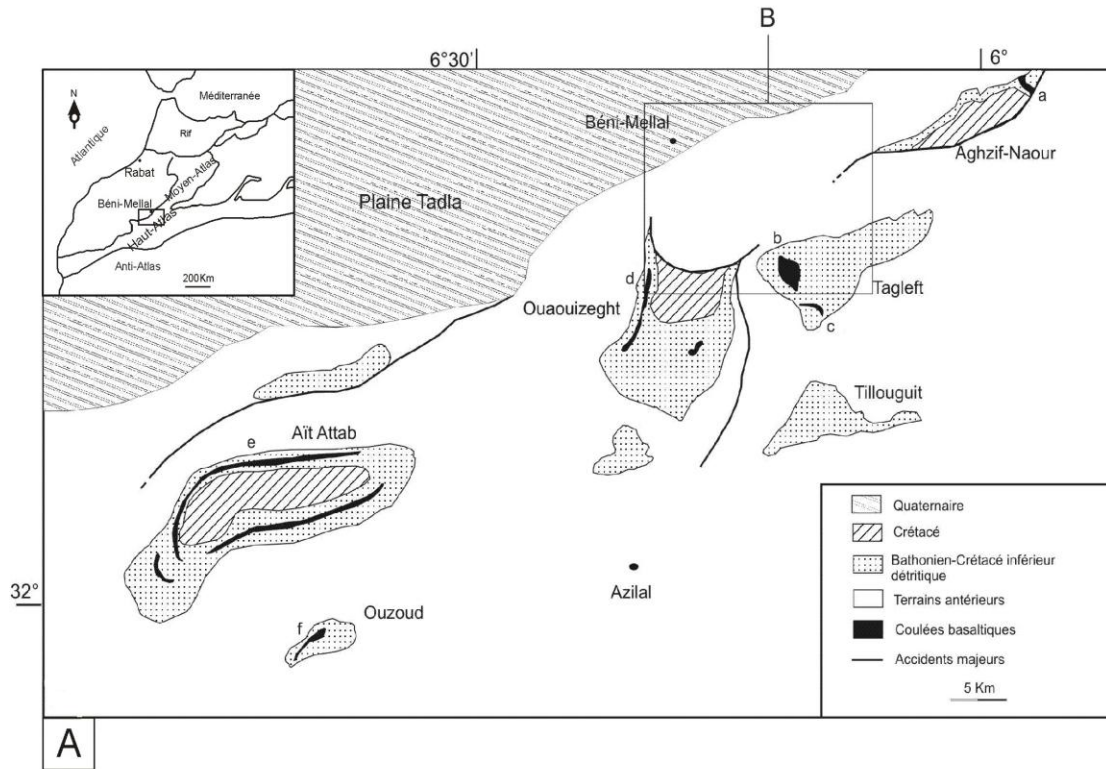 B
6°30'
6°
N
Méditerranée
Atlantique
Rif
Rabat
Moyen-Atlas
Béni-Mellal
Haut-Atlas
Anti-Atlas
200Km
Béni-Mellal
a
Aghzif-Naour
Plaine Tadla
b
d
Tagleft
Ouaouizeght
c
Tillouguit
Aït Attab
e
32°
Azilal
Ouzoud
f
Quaternaire
Crétacé
Bathonien-Crétacé inférieur
détritique
Terrains antérieurs
Coulées basaltiques
Accidents majeurs
5 Km
A